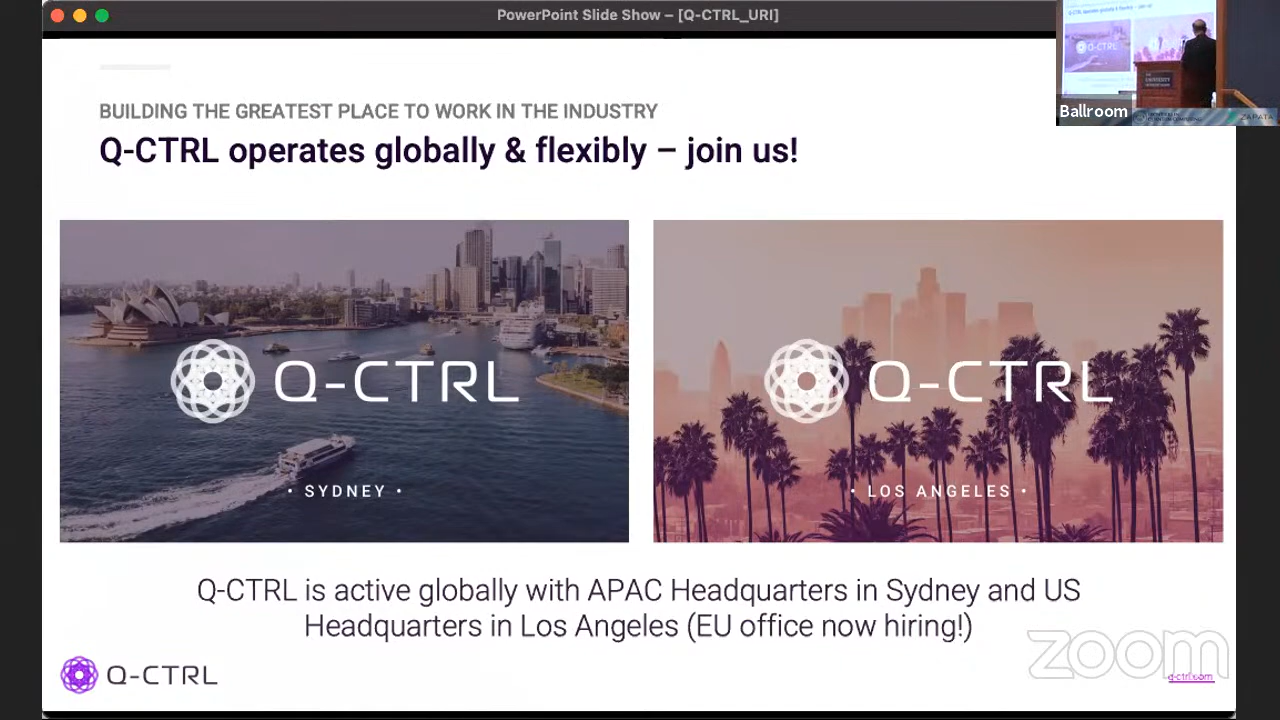 PowerPoint Slide Show – [Q-CTRL_URI]
Ballroom
ZAPATA
BUILDING THE GREATEST PLACE TO WORK IN THE INDUSTRY
Q-CTRL operates globally & flexibly – join us!
Q-CTRL
• SYDNEY •
Q-CTRL
• LOS ANGELES •
Q-CTRL is active globally with APAC Headquarters in Sydney and US
Headquarters in Los Angeles (EU office now hiring!)
Q-CTRL
zoom
q-ctrl.com